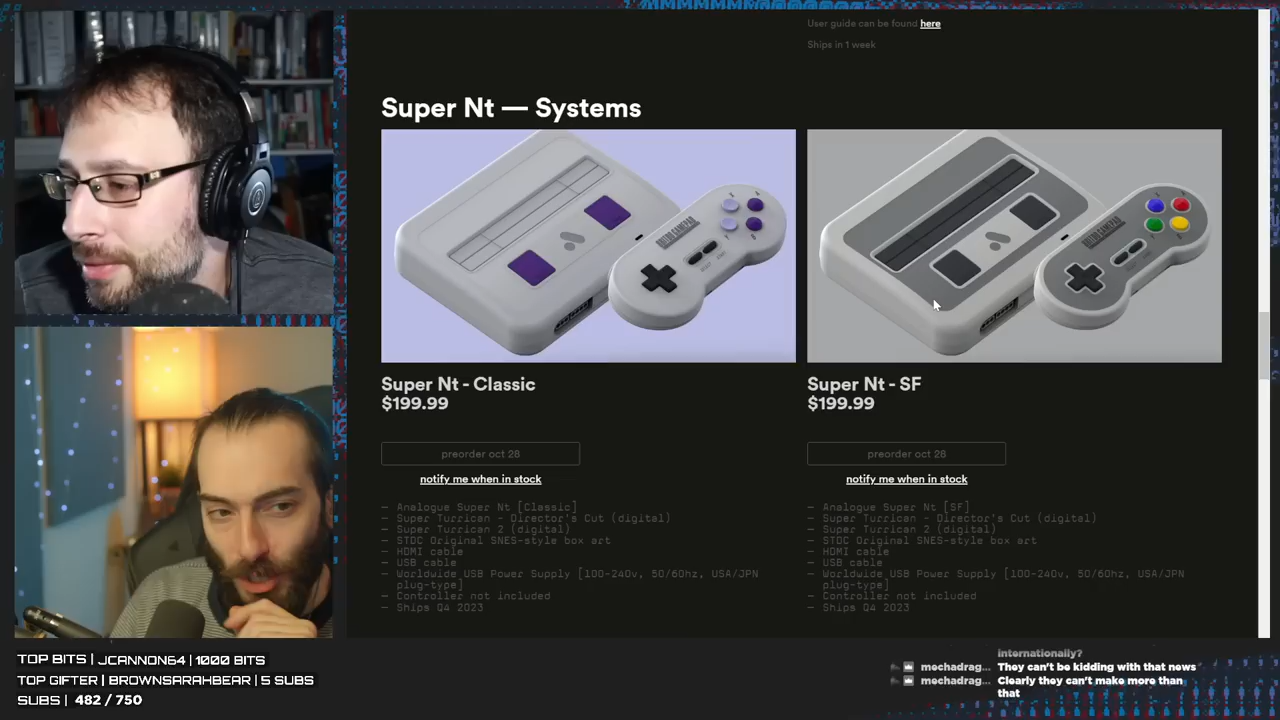 User guide can be found here
Ships in 1 week
Super Nt — Systems
Super Nt - Classic
$199.99
preorder oct 28
notify me when in stock
— Analogue Super Nt [Classic]
— Super Turrican - Director's Cut (digital)
— Super Turrican 2 (digital)
— STDC Original SNES-style box art
— HDMI cable
— USB cable
— Worldwide USB Power Supply [100-240v, 50/60hz, USA/JPN
plug-type]
— Controller not included
— Ships Q4 2023
Super Nt - SF
$199.99
preorder oct 28
notify me when in stock
— Analogue Super Nt [SF]
— Super Turrican - Director's Cut (digital)
— Super Turrican 2 (digital)
— STDC Original SNES-style box art
— HDMI cable
— USB cable
— Worldwide USB Power Supply [100-240v, 50/60hz, USA/JPN
plug-type]
— Controller not included
— Ships Q4 2023
TOP BITS | JCANNON64 | 1000 BITS
TOP GIFTER | BROWNSARAHBEAR | 5 SUBS
SUBS | 482 / 750
internationally?
mechadrag... They can't be kidding with that news
mechadrag... Clearly they can't make more than
that